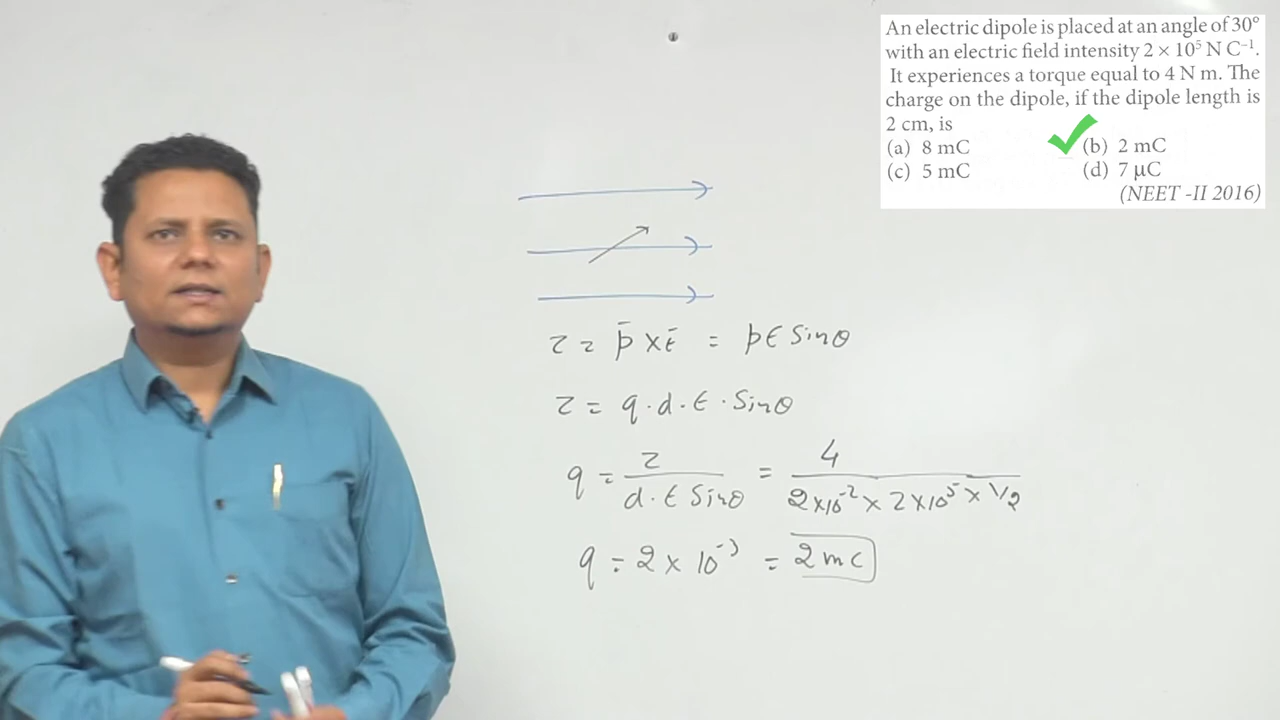 An electric dipole is placed at an angle of 30°
with an electric field intensity 2 × 10⁵ N C⁻¹.
It experiences a torque equal to 4 N m. The
charge on the dipole, if the dipole length is
2 cm, is
(a) 8 mC (b) 2 mC
(c) 5 mC (d) 7 μC
(NEET -II 2016)
τ = p̄ × Ē = pE Sinθ
τ = q · d · E · Sinθ
q = τ / d · E Sinθ = 4 / 2×10⁻² × 2×10⁵ × 1/2
q = 2 × 10⁻³ = 2 mC